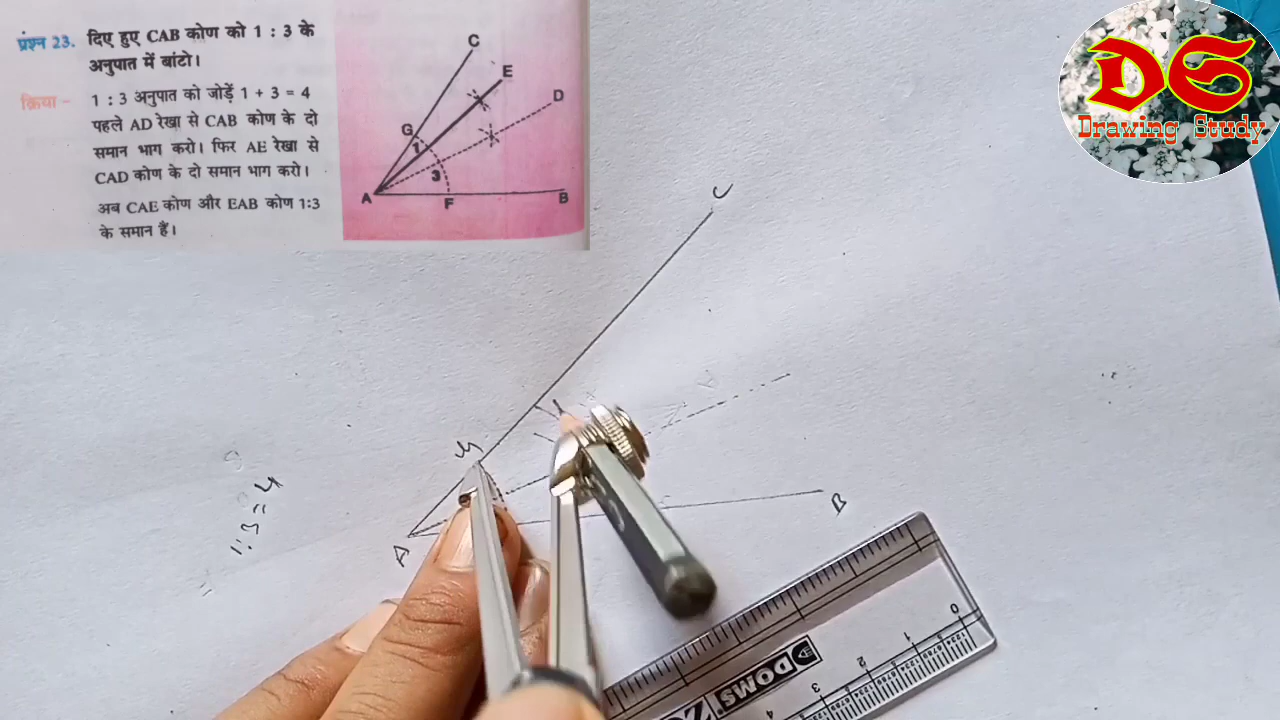 प्रंश्न 23. दिए हुए CAB कोण को 1 : 3 के
अनुपात में बांटो।
क्रिया - 1 : 3 अनुपात को जोड़ें 1 + 3 = 4
पहले AD रेखा से CAB कोण के दो
समान भाग करो। फिर AE रेखा से
CAD कोण के दो समान भाग करो।
अब CAE कोण और EAB कोण 1:3
के समान हैं।
C
E
D
G
1
3
A
F
B
DS
Drawing Study
C
G
A
B
1:3=4
DOMS
0
1
2
3
4